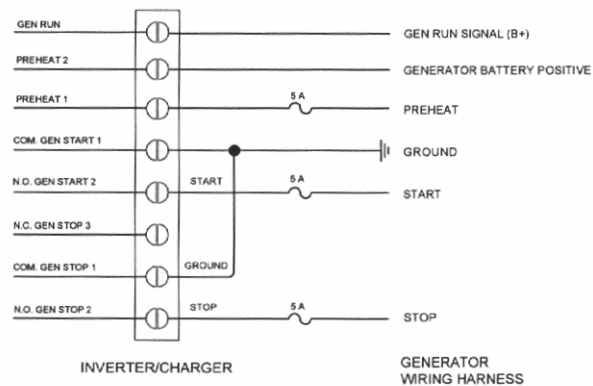 GEN RUN
GEN RUN SIGNAL (B+)
PREHEAT 2
GENERATOR BATTERY POSITIVE
PREHEAT 1
5 A
PREHEAT
COM. GEN START 1
GROUND
N.O. GEN START 2
START
5 A
START
N.C. GEN STOP 3
COM. GEN STOP 1
GROUND
N.O. GEN STOP 2
STOP
5 A
STOP
INVERTER/CHARGER
GENERATOR
WIRING HARNESS